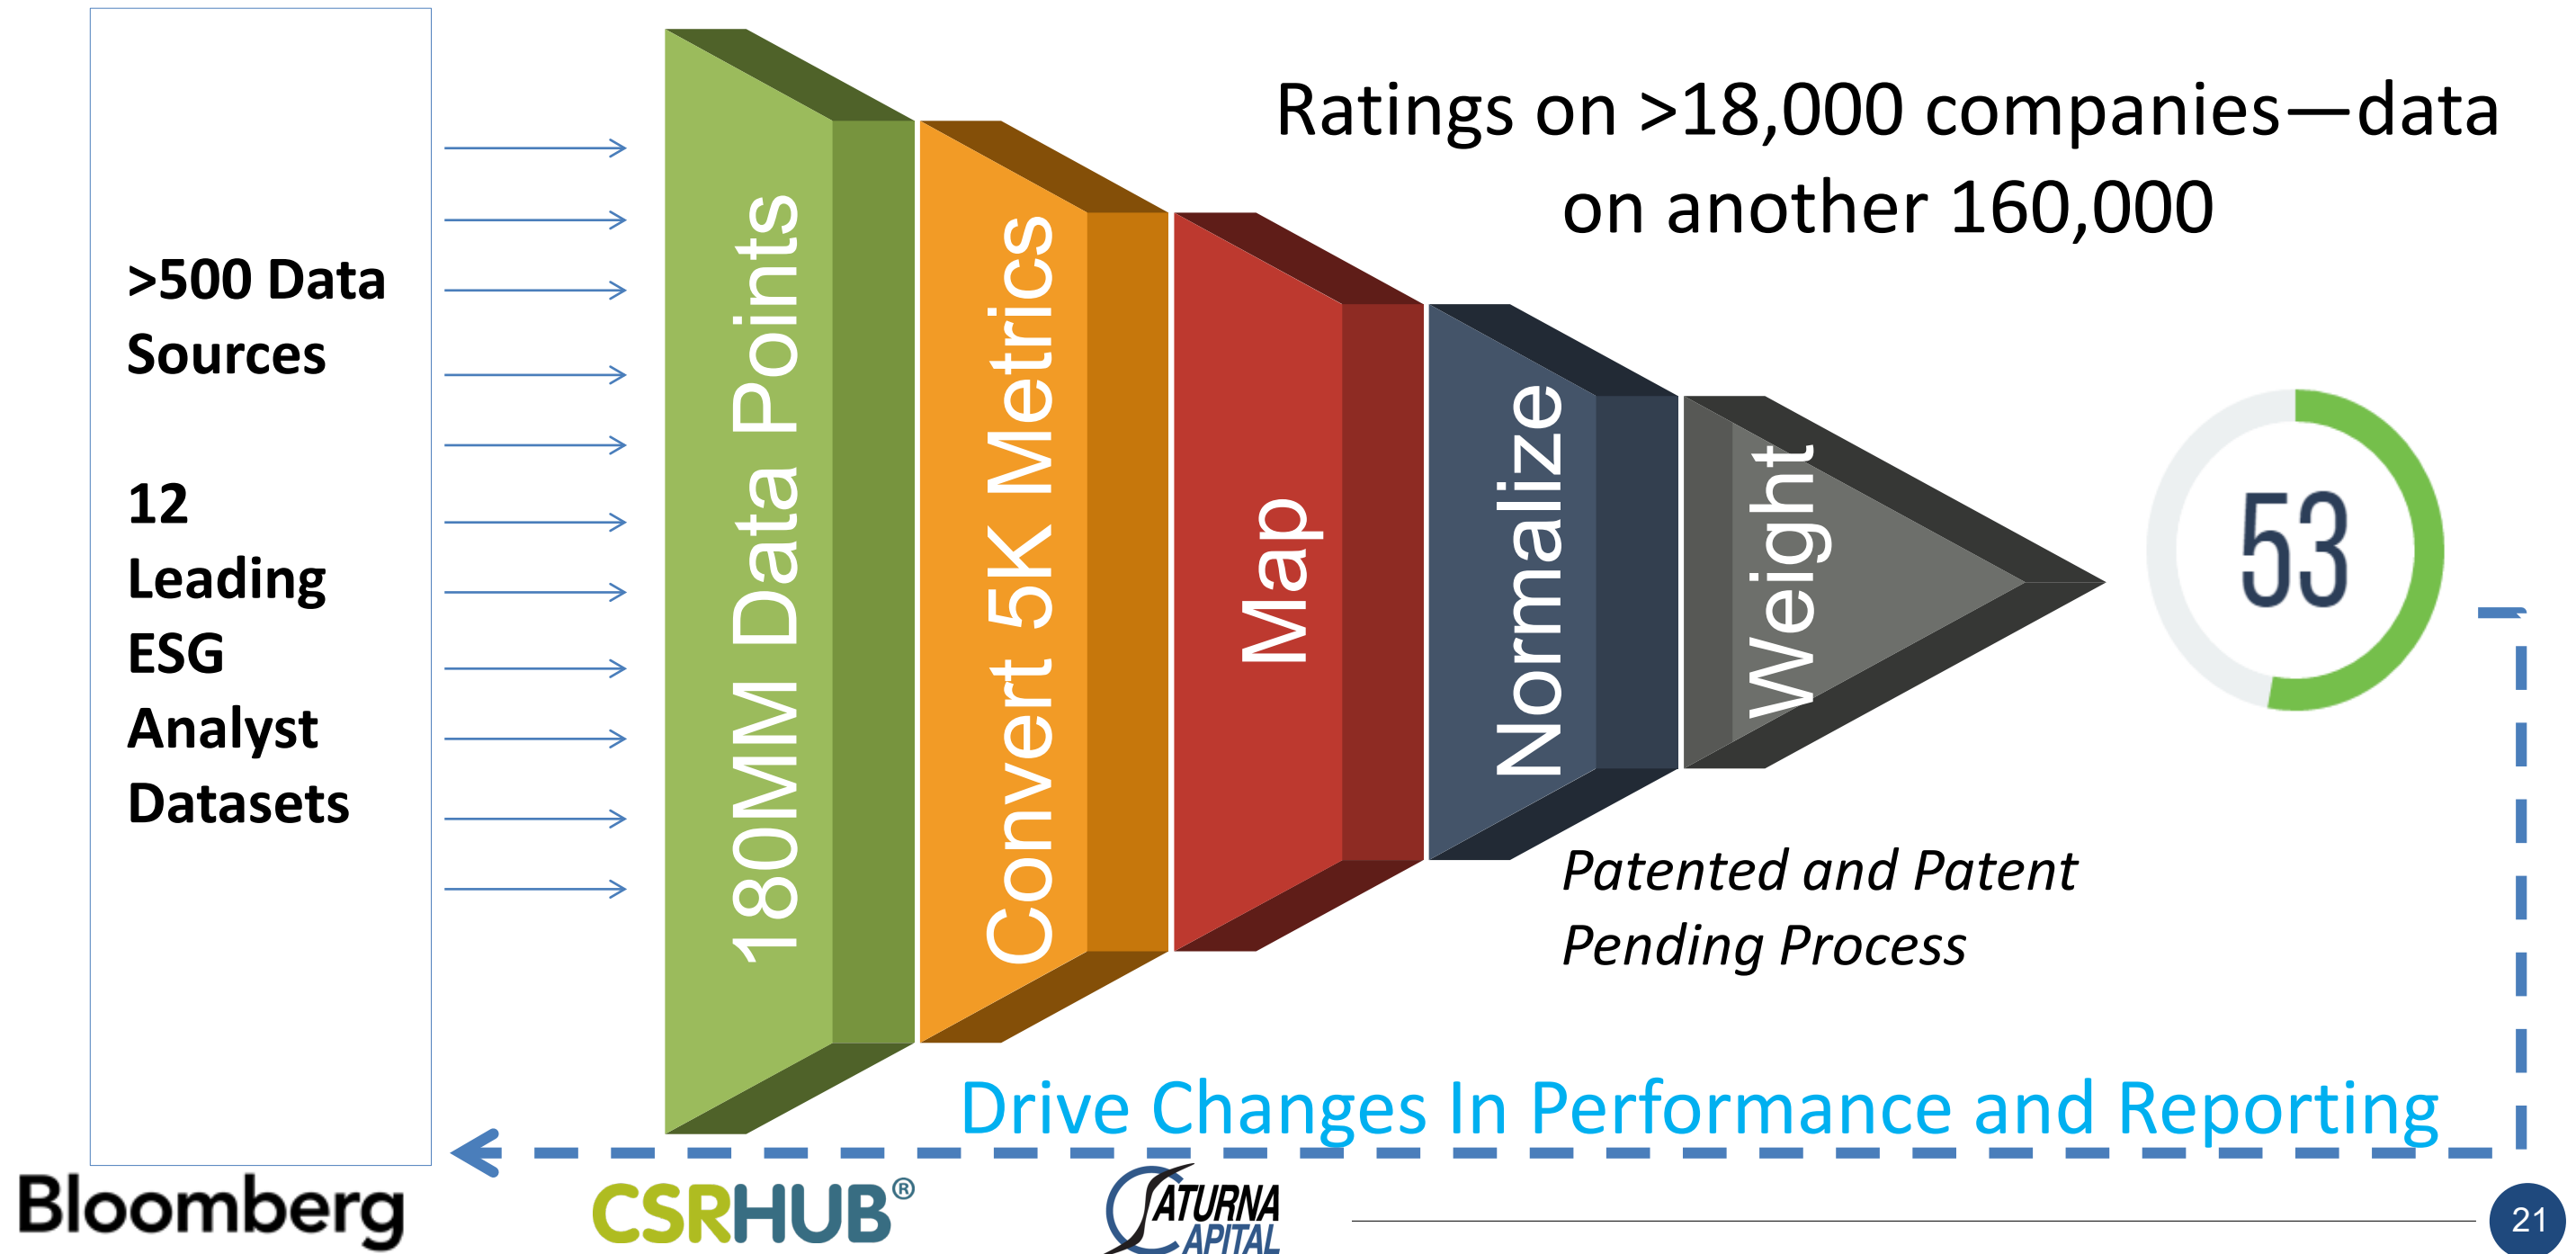 >500 Data
Sources
12
Leading
ESG
Analyst
Datasets
180MM Data Points
Convert 5K Metrics
Map
Normalize
Weight
Ratings on >18,000 companies—data
on another 160,000
53
Patented and Patent
Pending Process
Drive Changes In Performance and Reporting
Bloomberg
CSRHUB®
SATURNA
CAPITAL
21